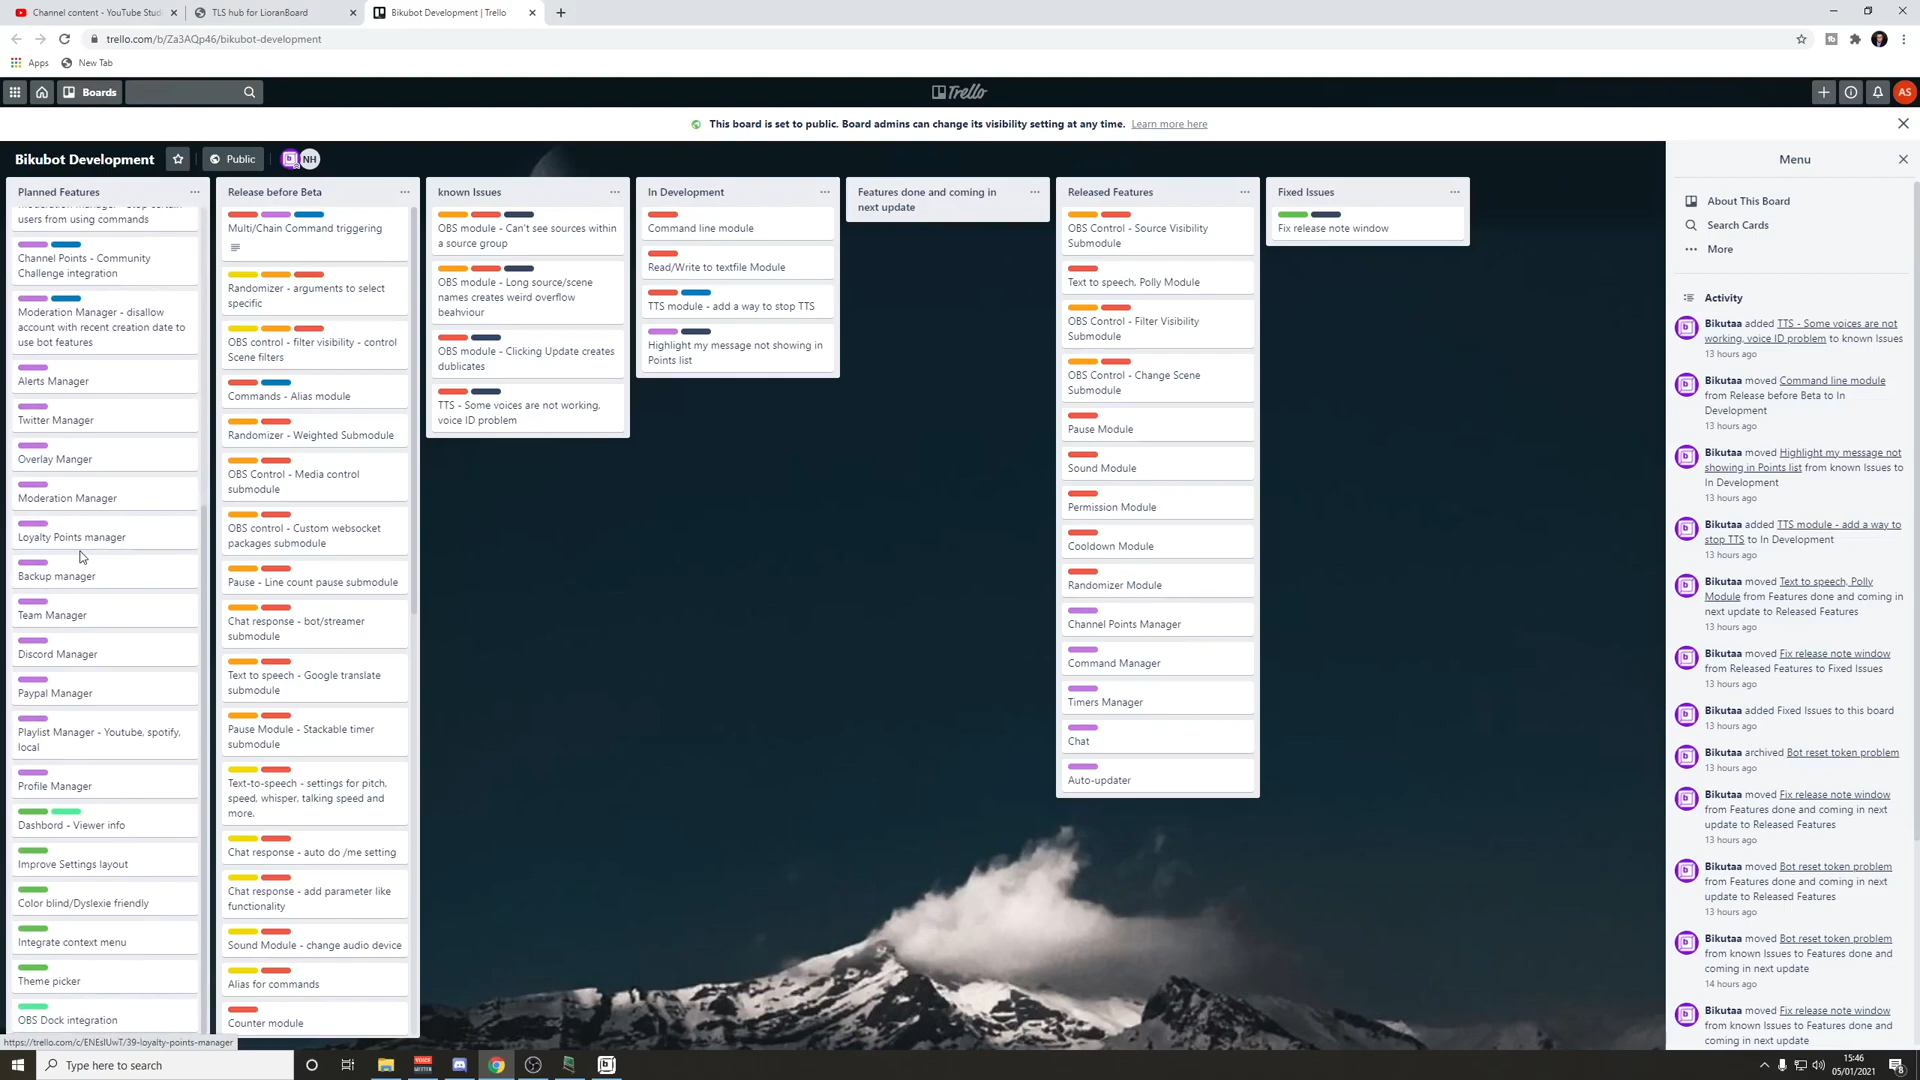 Channel content - YouTube Stud
TLS hub for LioranBoard
Bikubot Development | Trello
trello.com/b/Za3AQp46/bikubot-development
Apps
New Tab
Boards
Trello
AS
This board is set to public. Board admins can change its visibility setting at any time. Learn more here
Bikubot Development
Public
NH
Menu
Planned Features
users from using commands
Channel Points - Community
Challenge integration
Moderation Manager - disallow
account with recent creation date to
use bot features
Alerts Manager
Twitter Manager
Overlay Manger
Moderation Manager
Loyalty Points manager
Backup manager
Team Manager
Discord Manager
Paypal Manager
Playlist Manager - Youtube, spotify,
local
Profile Manager
Dashbord - Viewer info
Improve Settings layout
Color blind/Dyslexie friendly
Integrate context menu
Theme picker
OBS Dock integration
Release before Beta
Multi/Chain Command triggering
Randomizer - arguments to select
specific
OBS control - filter visibility - control
Scene filters
Commands - Alias module
Randomizer - Weighted Submodule
OBS Control - Media control
submodule
OBS control - Custom websocket
packages submodule
Pause - Line count pause submodule
Chat response - bot/streamer
submodule
Text to speech - Google translate
submodule
Pause Module - Stackable timer
submodule
Text-to-speech - settings for pitch,
speed, whisper, talking speed and
more.
Chat response - auto do /me setting
Chat response - add parameter like
functionality
Sound Module - change audio device
Alias for commands
Counter module
known Issues
OBS module - Can't see sources within
a source group
OBS module - Long source/scene
names creates weird overflow
beahviour
OBS module - Clicking Update creates
dublicates
TTS - Some voices are not working,
voice ID problem
In Development
Command line module
Read/Write to textfile Module
TTS module - add a way to stop TTS
Highlight my message not showing in
Points list
Features done and coming in
next update
Released Features
OBS Control - Source Visibility
Submodule
Text to speech, Polly Module
OBS Control - Filter Visibility
Submodule
OBS Control - Change Scene
Submodule
Pause Module
Sound Module
Permission Module
Cooldown Module
Randomizer Module
Channel Points Manager
Command Manager
Timers Manager
Chat
Auto-updater
Fixed Issues
Fix release note window
About This Board
Search Cards
More
Activity
Bikutaa added TTS - Some voices are not
working, voice ID problem to known Issues
13 hours ago
Bikutaa moved Command line module
from Release before Beta to In
Development
13 hours ago
Bikutaa moved Highlight my message not
showing in Points list from known Issues to
In Development
13 hours ago
Bikutaa added TTS module - add a way to
stop TTS to In Development
13 hours ago
Bikutaa moved Text to speech, Polly
Module from Features done and coming in
next update to Released Features
13 hours ago
Bikutaa moved Fix release note window
from Released Features to Fixed Issues
13 hours ago
Bikutaa added Fixed Issues to this board
13 hours ago
Bikutaa archived Bot reset token problem
13 hours ago
Bikutaa moved Fix release note window
from Features done and coming in next
update to Released Features
13 hours ago
Bikutaa moved Bot reset token problem
from Features done and coming in next
update to Released Features
13 hours ago
Bikutaa moved Bot reset token problem
from known Issues to Features done and
coming in next update
14 hours ago
Bikutaa moved Fix release note window
from known Issues to Features done and
coming in next update
https://trello.com/c/ENEsIUwT/39-loyalty-points-manager
Type here to search
15:46
05/01/2021